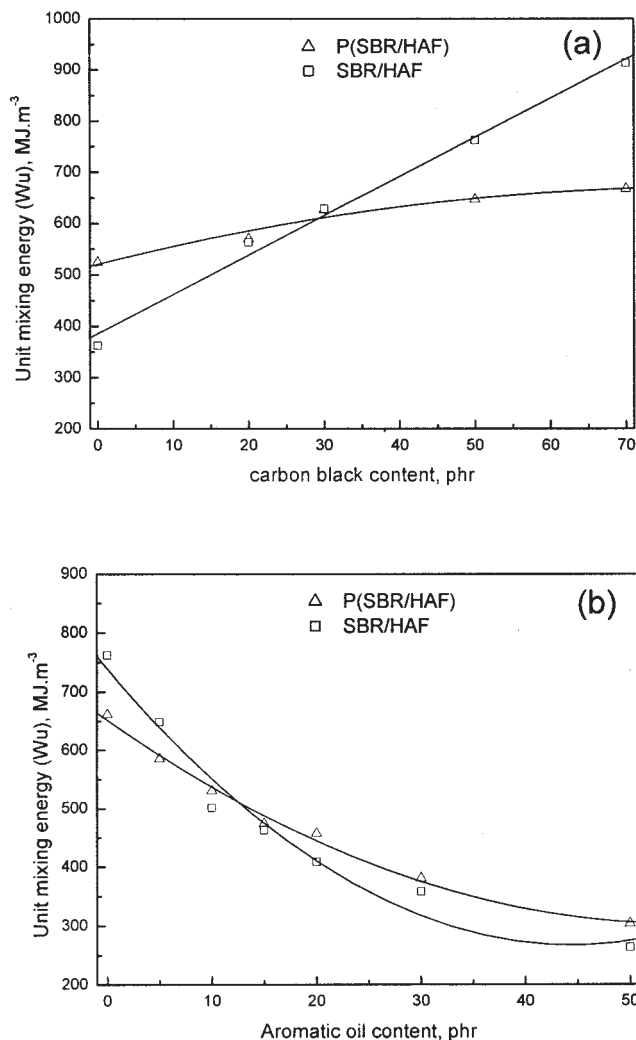 (a)
P(SBR/HAF)
SBR/HAF
Unit mixing energy (Wu), MJ.m-3
1000
900
800
700
600
500
400
300
200
0 10 20 30 40 50 60 70
carbon black content, phr
(b)
P(SBR/HAF)
SBR/HAF
Unit mixing energy (Wu), MJ.m-3
900
800
700
600
500
400
300
200
0 10 20 30 40 50
Aromatic oil content, phr